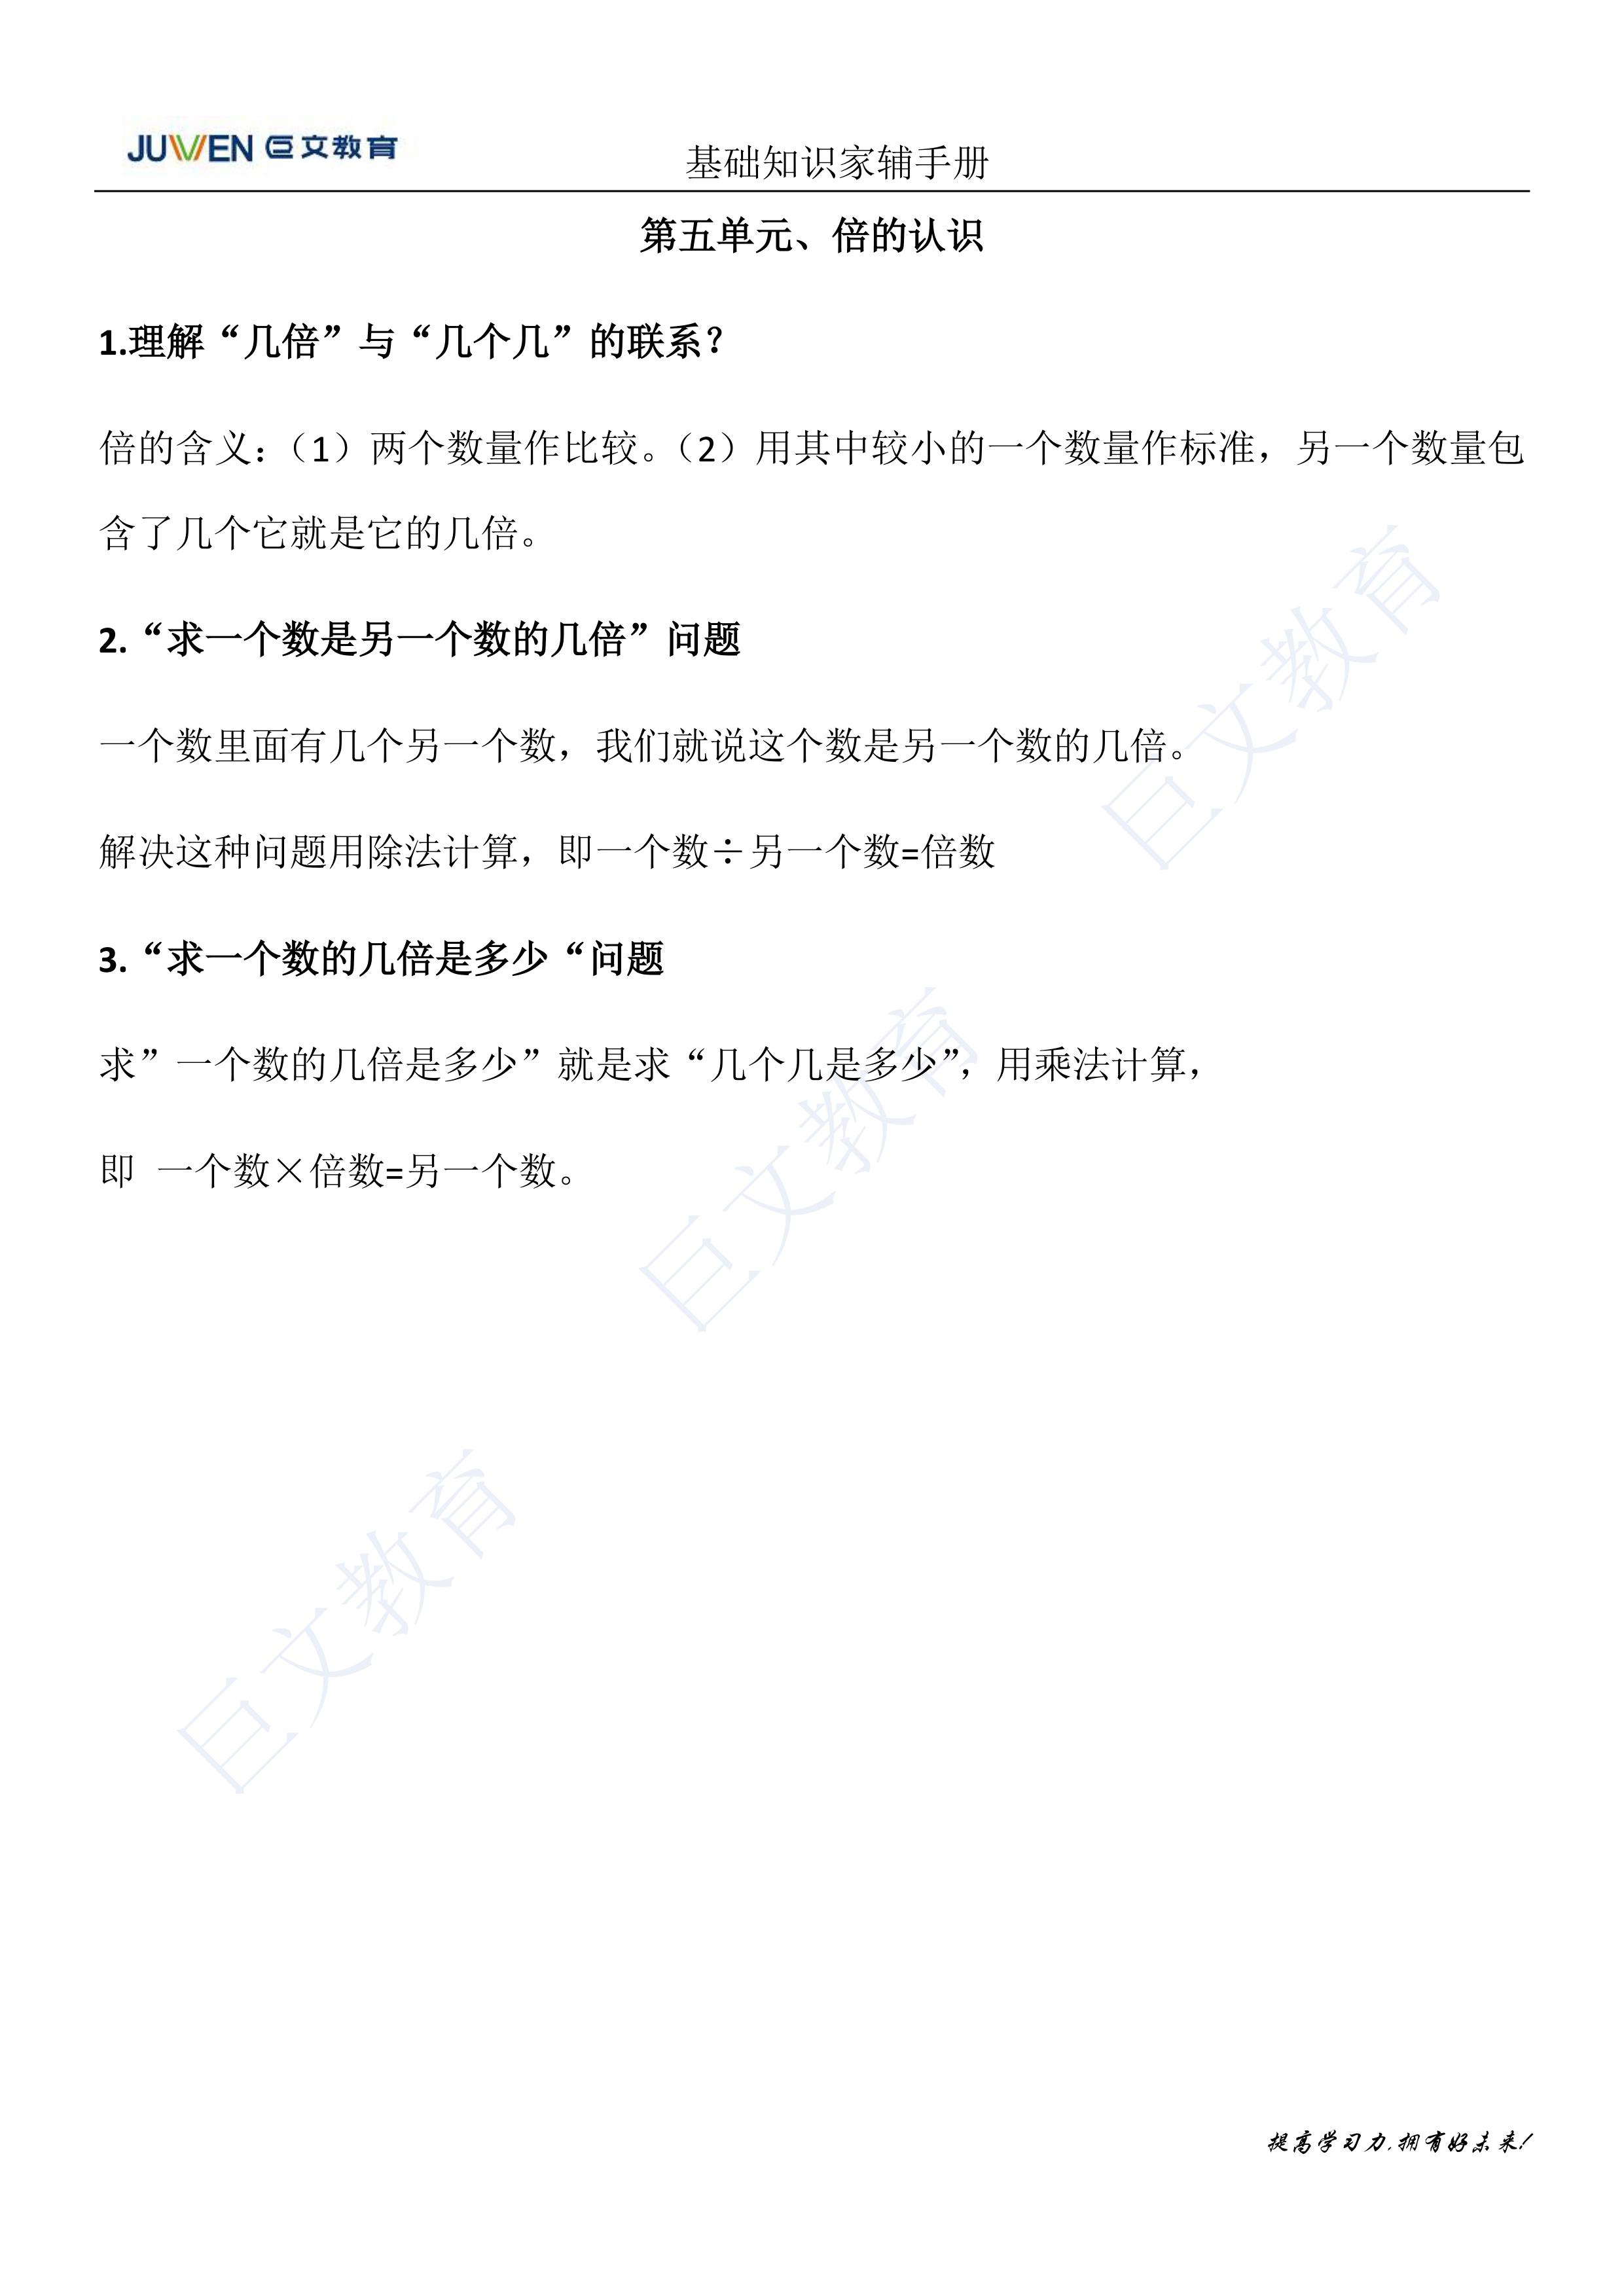 JUWEN 巨文教育
基础知识家辅手册
第五单元、倍的认识
1.理解“几倍”与“几个几”的联系？
倍的含义：（1）两个数量作比较。（2）用其中较小的一个数量作标准，另一个数量包
含了几个它就是它的几倍。
2.“求一个数是另一个数的几倍”问题
一个数里面有几个另一个数，我们就说这个数是另一个数的几倍。
解决这种问题用除法计算，即一个数÷另一个数=倍数
3.“求一个数的几倍是多少“问题
求”一个数的几倍是多少”就是求“几个几是多少”，用乘法计算，
即 一个数×倍数=另一个数。
巨文教育
巨文教育
巨文教育
提高学习力,拥有好未来!